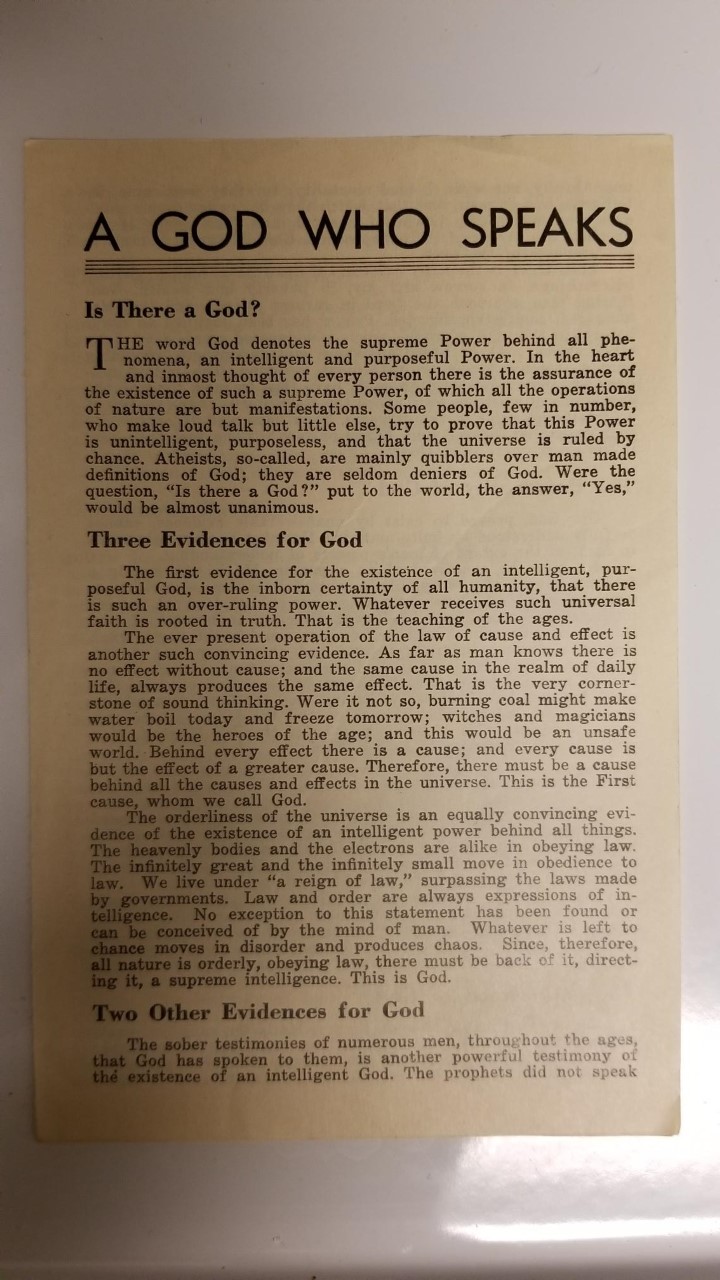 A GOD WHO SPEAKS
Is There a God?
THE word God denotes the supreme Power behind all phe-
nomena, an intelligent and purposeful Power. In the heart
and inmost thought of every person there is the assurance of
the existence of such a supreme Power, of which all the operations
of nature are but manifestations. Some people, few in number,
who make loud talk but little else, try to prove that this Power
is unintelligent, purposeless, and that the universe is ruled by
chance. Atheists, so-called, are mainly quibblers over man made
definitions of God; they are seldom deniers of God. Were the
question, "Is there a God?" put to the world, the answer, "Yes,"
would be almost unanimous.
Three Evidences for God
The first evidence for the existence of an intelligent, pur-
poseful God, is the inborn certainty of all humanity, that there
is such an over-ruling power. Whatever receives such universal
faith is rooted in truth. That is the teaching of the ages.
The ever present operation of the law of cause and effect is
another such convincing evidence. As far as man knows there is
no effect without cause; and the same cause in the realm of daily
life, always produces the same effect. That is the very corner-
stone of sound thinking. Were it not so, burning coal might make
water boil today and freeze tomorrow; witches and magicians
would be the heroes of the age; and this would be an unsafe
world. Behind every effect there is a cause; and every cause is
but the effect of a greater cause. Therefore, there must be a cause
behind all the causes and effects in the universe. This is the First
cause, whom we call God.
The orderliness of the universe is an equally convincing evi-
dence of the existence of an intelligent power behind all things.
The heavenly bodies and the electrons are alike in obeying law.
The infinitely great and the infinitely small move in obedience to
law. We live under "a reign of law," surpassing the laws made
by governments. Law and order are always expressions of in-
telligence. No exception to this statement has been found or
can be conceived of by the mind of man. Whatever is left to
chance moves in disorder and produces chaos. Since, therefore,
all nature is orderly, obeying law, there must be back of it, direct-
ing it, a supreme intelligence. This is God.
Two Other Evidences for God
The sober testimonies of numerous men, throughout the ages,
that God has spoken to them, is another powerful testimony of
the existence of an intelligent God. The prophets did not speak